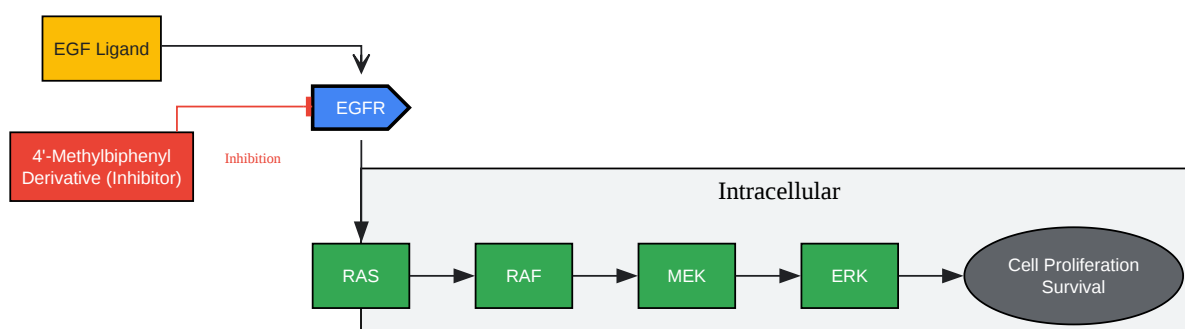 EGF Ligand
EGFR
4'-Methylbiphenyl
Derivative (Inhibitor)
Inhibition
Intracellular
RAS
RAF
MEK
ERK
Cell Proliferation
Survival